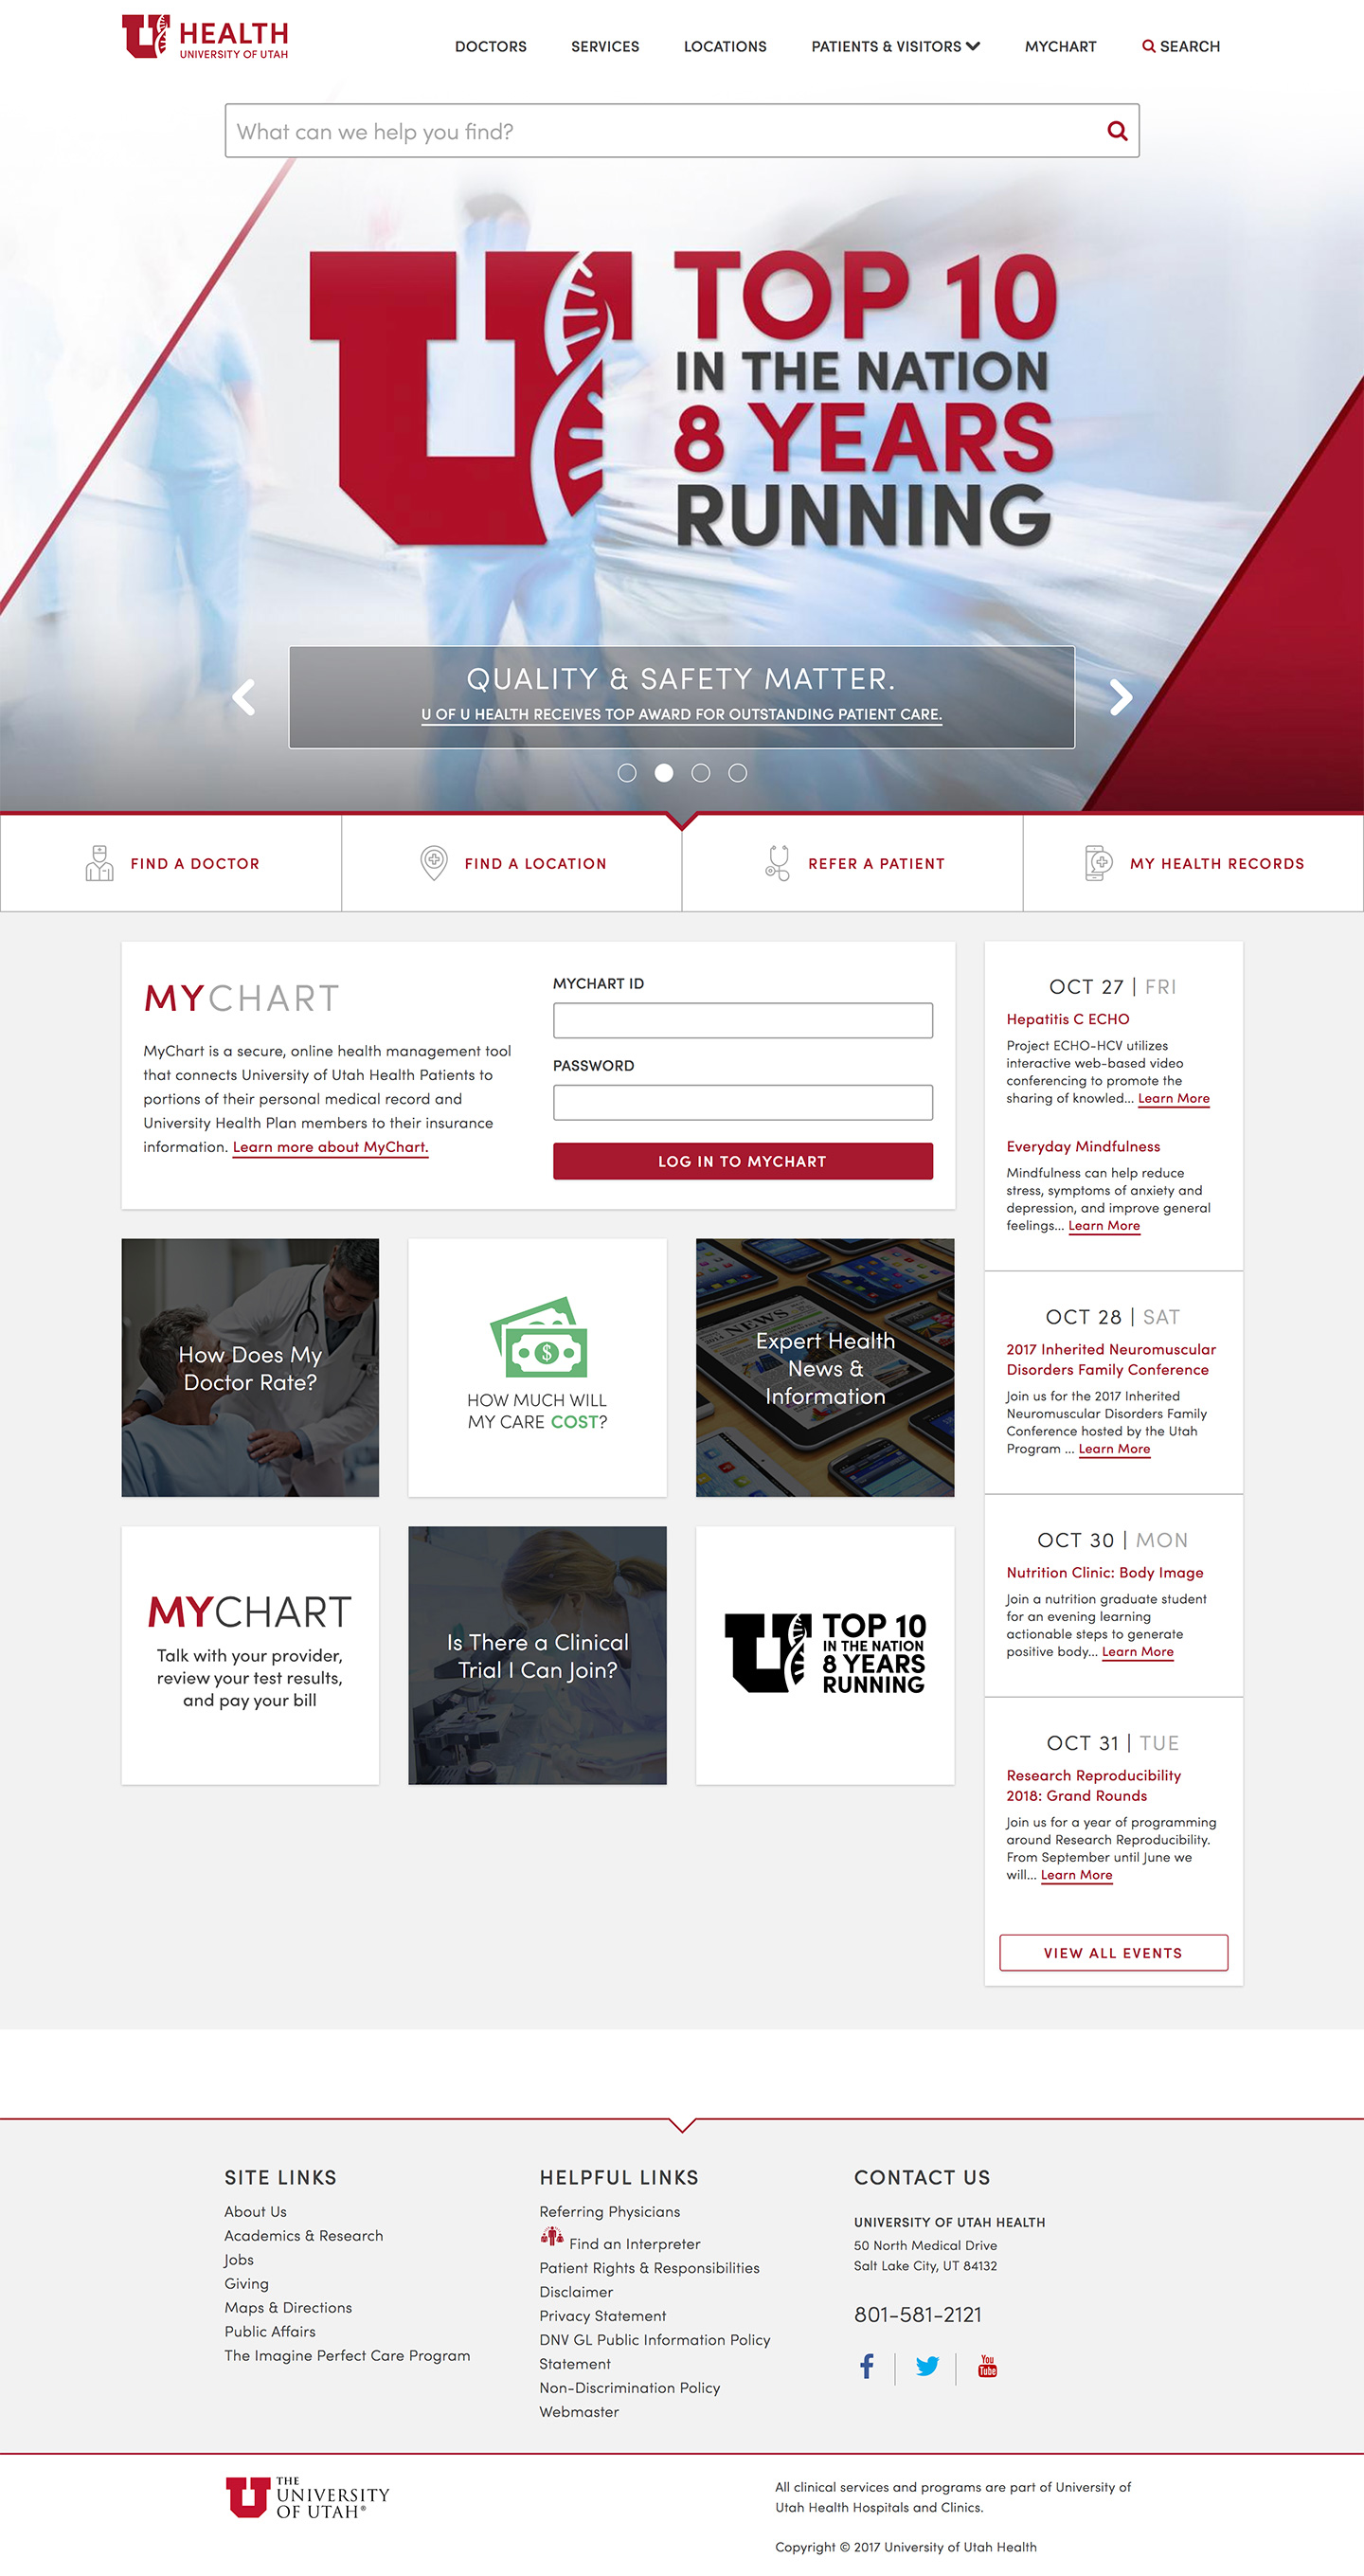 HEALTH
UNIVERSITY OF UTAH
DOCTORS
SERVICES
LOCATIONS
PATIENTS & VISITORS
MYCHART
SEARCH
What can we help you find?
TOP 10
IN THE NATION
8 YEARS
RUNNING
QUALITY & SAFETY MATTER.
U OF U HEALTH RECEIVES TOP AWARD FOR OUTSTANDING PATIENT CARE.
FIND A DOCTOR
FIND A LOCATION
REFER A PATIENT
MY HEALTH RECORDS
MYCHART
MyChart is a secure, online health management tool
that connects University of Utah Health Patients to
portions of their personal medical record and
University Health Plan members to their insurance
information. Learn more about MyChart.
MYCHART ID
PASSWORD
LOG IN TO MYCHART
How Does My
Doctor Rate?
$
HOW MUCH WILL
MY CARE COST?
NEWS
Expert Health
News &
Information
MYCHART
Talk with your provider,
review your test results,
and pay your bill
Is There a Clinical
Trial I Can Join?
TOP 10
IN THE NATION
8 YEARS
RUNNING
OCT 27 | FRI
Hepatitis C ECHO
Project ECHO-HCV utilizes
interactive web-based video
conferencing to promote the
sharing of knowled... Learn More
Everyday Mindfulness
Mindfulness can help reduce
stress, symptoms of anxiety and
depression, and improve general
feelings... Learn More
OCT 28 | SAT
2017 Inherited Neuromuscular
Disorders Family Conference
Join us for the 2017 Inherited
Neuromuscular Disorders Family
Conference hosted by the Utah
Program ... Learn More
OCT 30 | MON
Nutrition Clinic: Body Image
Join a nutrition graduate student
for an evening learning
actionable steps to generate
positive body... Learn More
OCT 31 | TUE
Research Reproducibility
2018: Grand Rounds
Join us for a year of programming
around Research Reproducibility.
From September until June we
will... Learn More
VIEW ALL EVENTS
SITE LINKS
About Us
Academics & Research
Jobs
Giving
Maps & Directions
Public Affairs
The Imagine Perfect Care Program
HELPFUL LINKS
Referring Physicians
Find an Interpreter
Patient Rights & Responsibilities
Disclaimer
Privacy Statement
DNV GL Public Information Policy
Statement
Non-Discrimination Policy
Webmaster
CONTACT US
UNIVERSITY OF UTAH HEALTH
50 North Medical Drive
Salt Lake City, UT 84132
801-581-2121
You
Tube
THE
UNIVERSITY
OF UTAH®
All clinical services and programs are part of University of
Utah Health Hospitals and Clinics.
Copyright © 2017 University of Utah Health